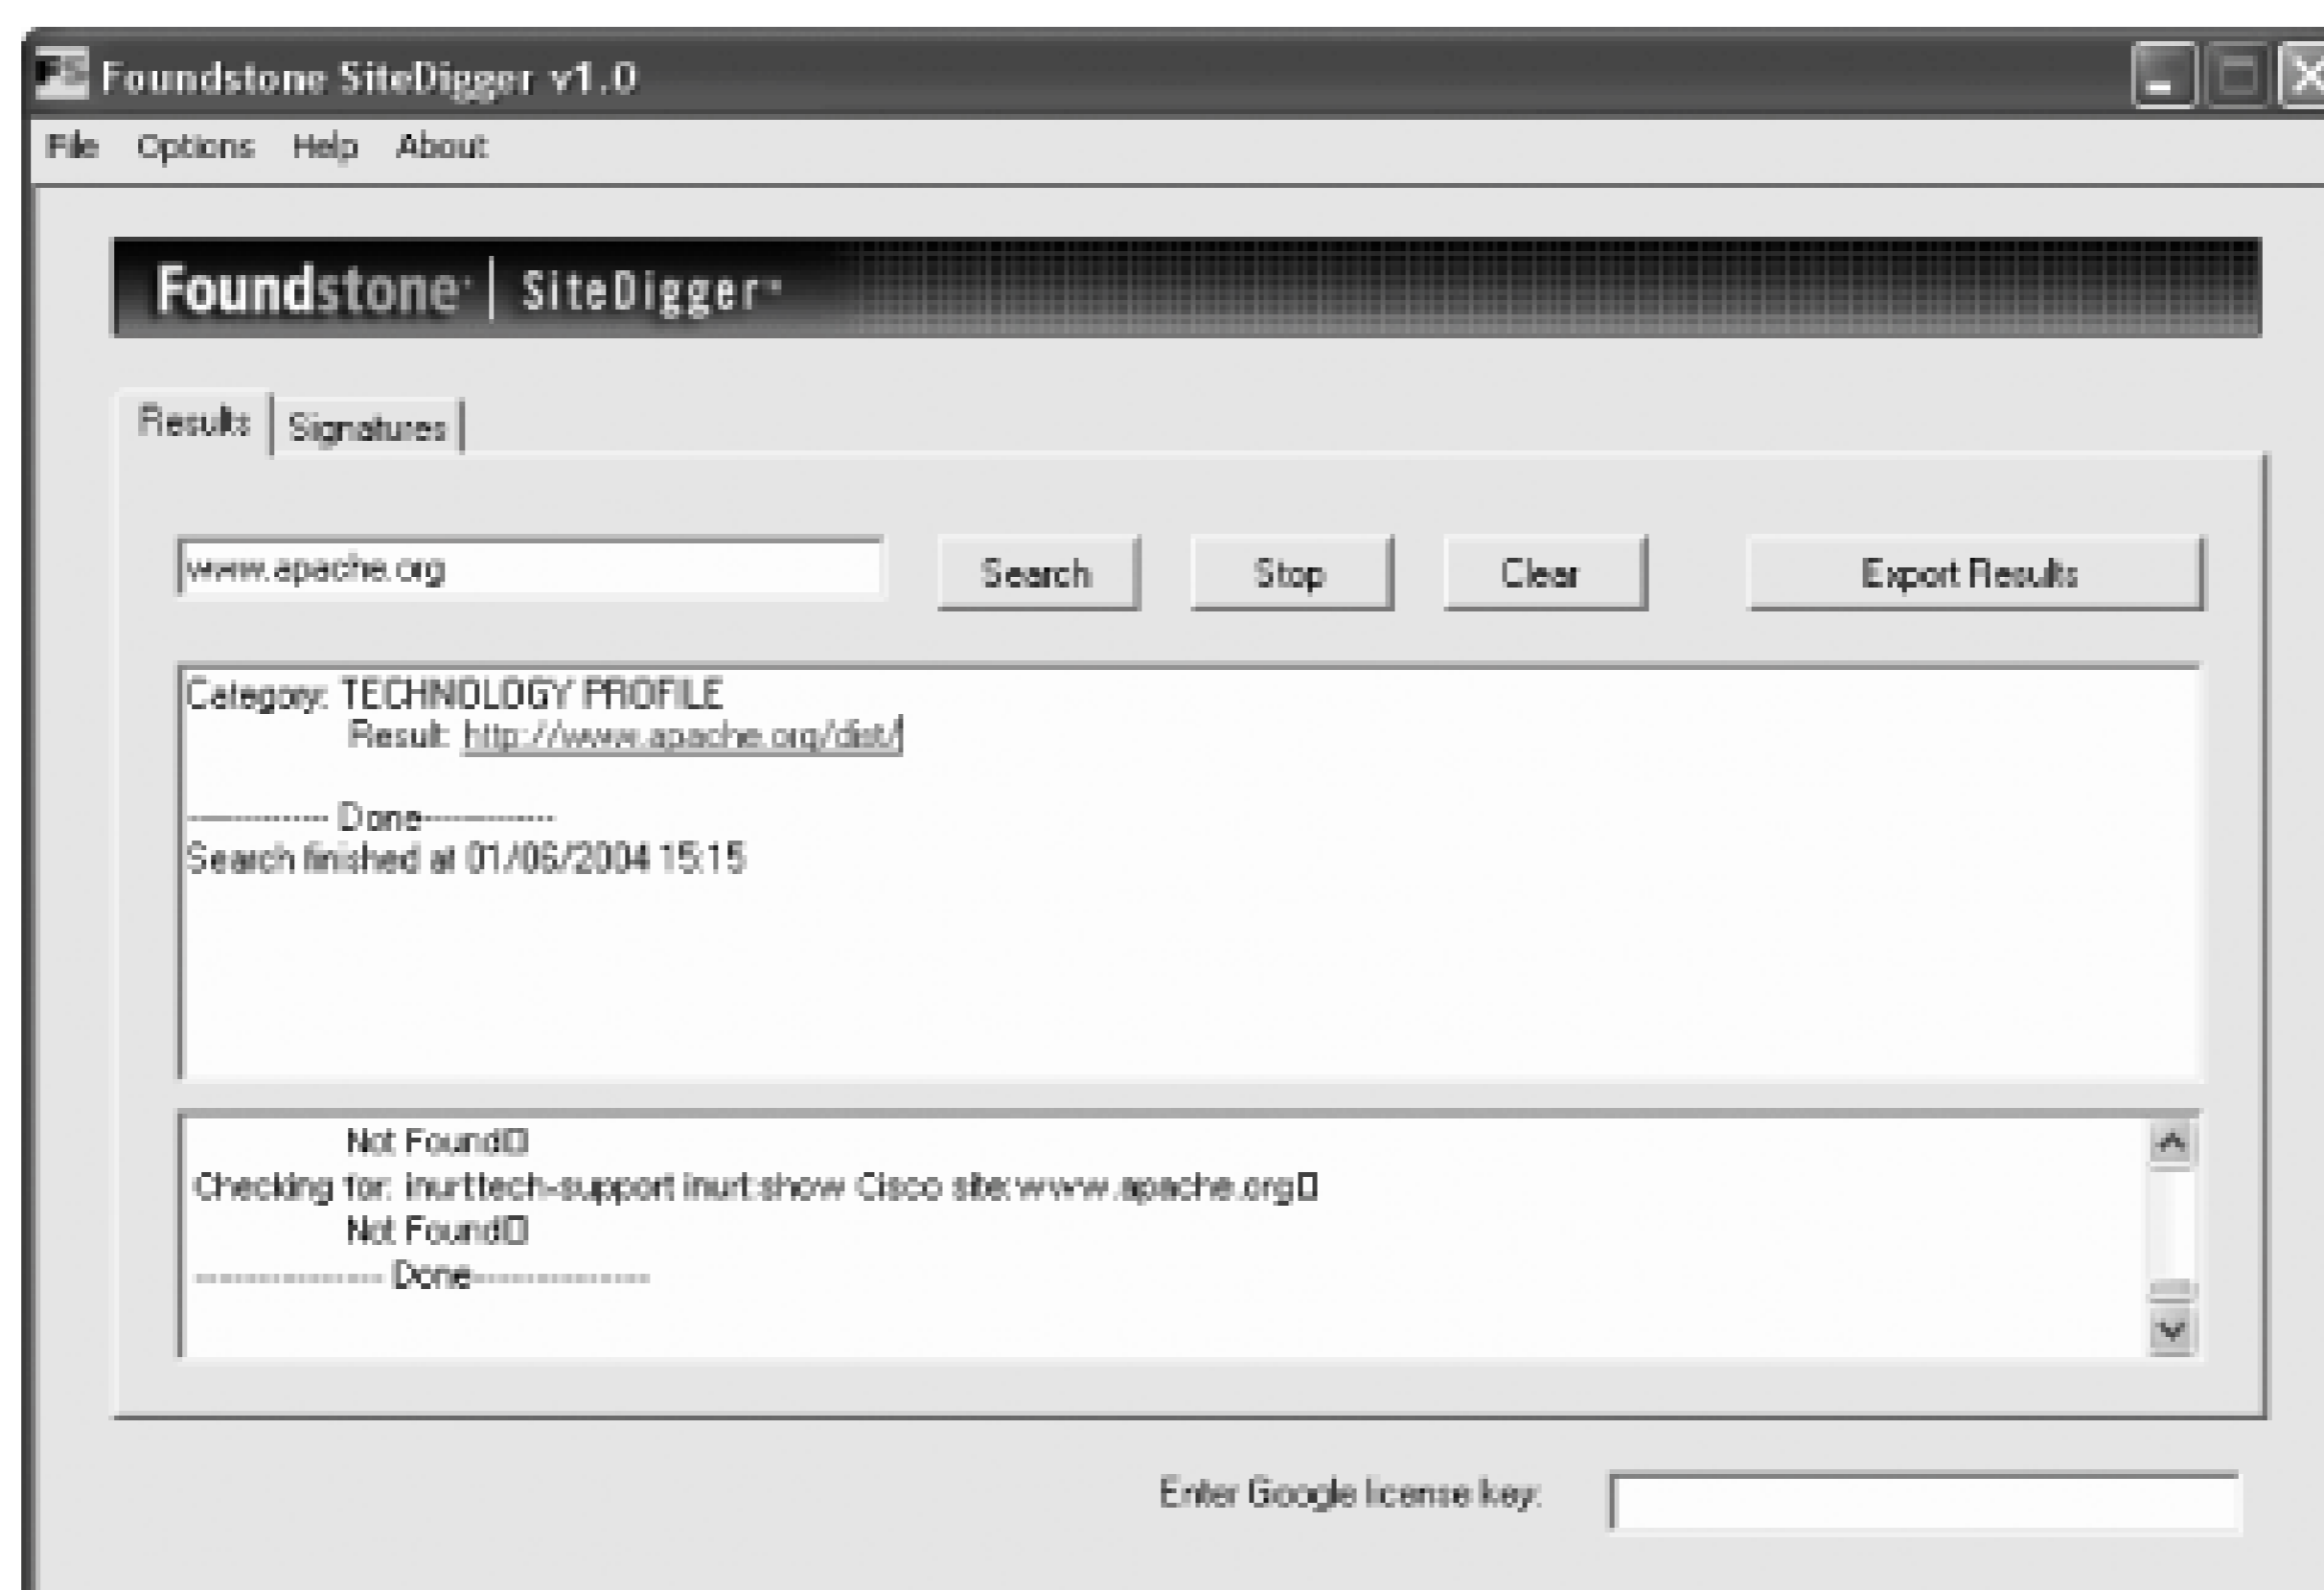 FS Foundstone SiteDigger v1.0
File Options Help About
Foundstone | SiteDigger™
Results Signatures
www.apache.org Search Stop Clear Export Results
Category: TECHNOLOGY PROFILE
Result: http://www.apache.org/dist/
------------ Done------------
Search finished at 01/06/2004 15:15
Not Found▯
Checking for: inurl:tech-support inurl:show Cisco site:www.apache.org▯
Not Found▯
---------------- Done----------------
Enter Google license key: